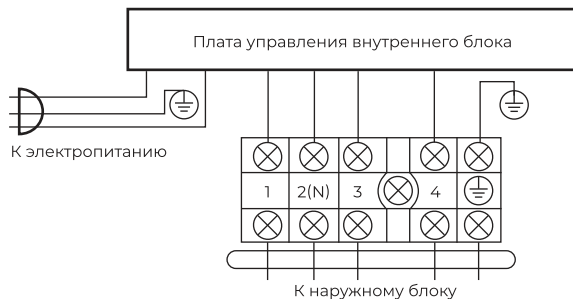 Плата управления внутреннего блока
К электропитанию
1 2(N) 3 4
К наружному блоку